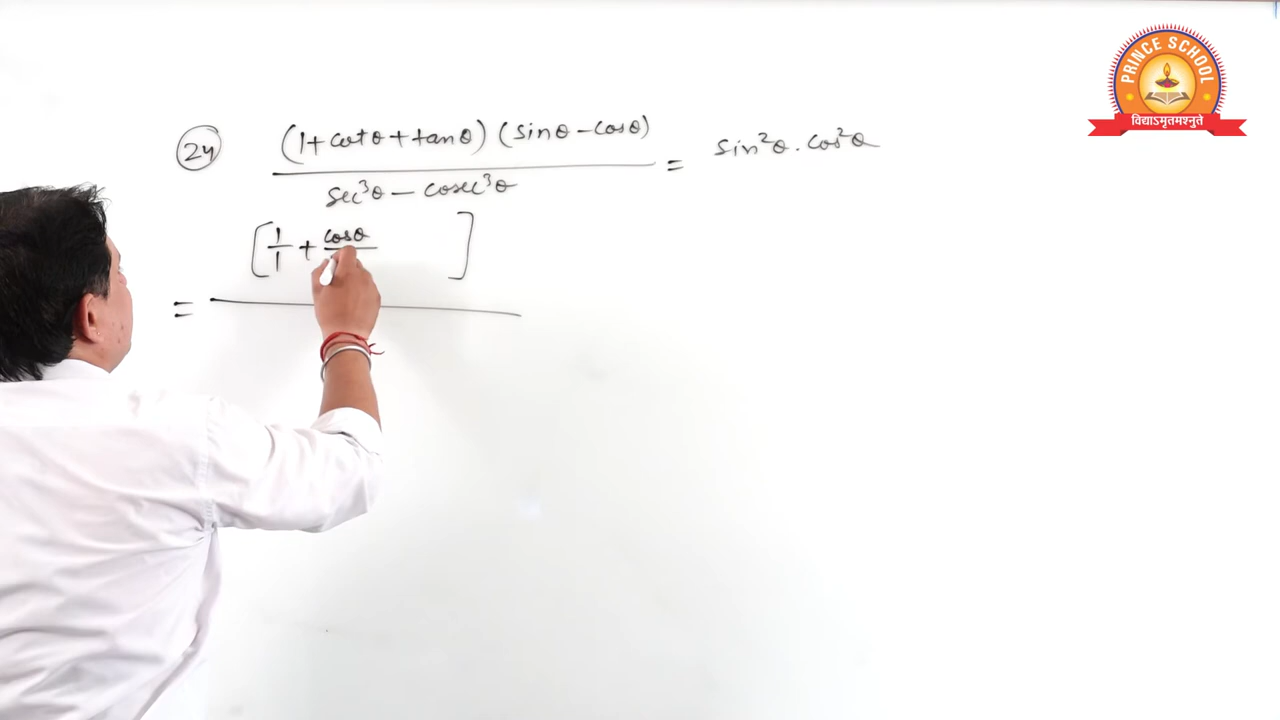 PRINCE SCHOOL
विद्याऽमृतमश्नुते
24 (1+cotθ+tanθ)(sinθ-cosθ) = sin²θ.cos²θ
sec³θ - cosec³θ
[1/1 + cosθ ]
=